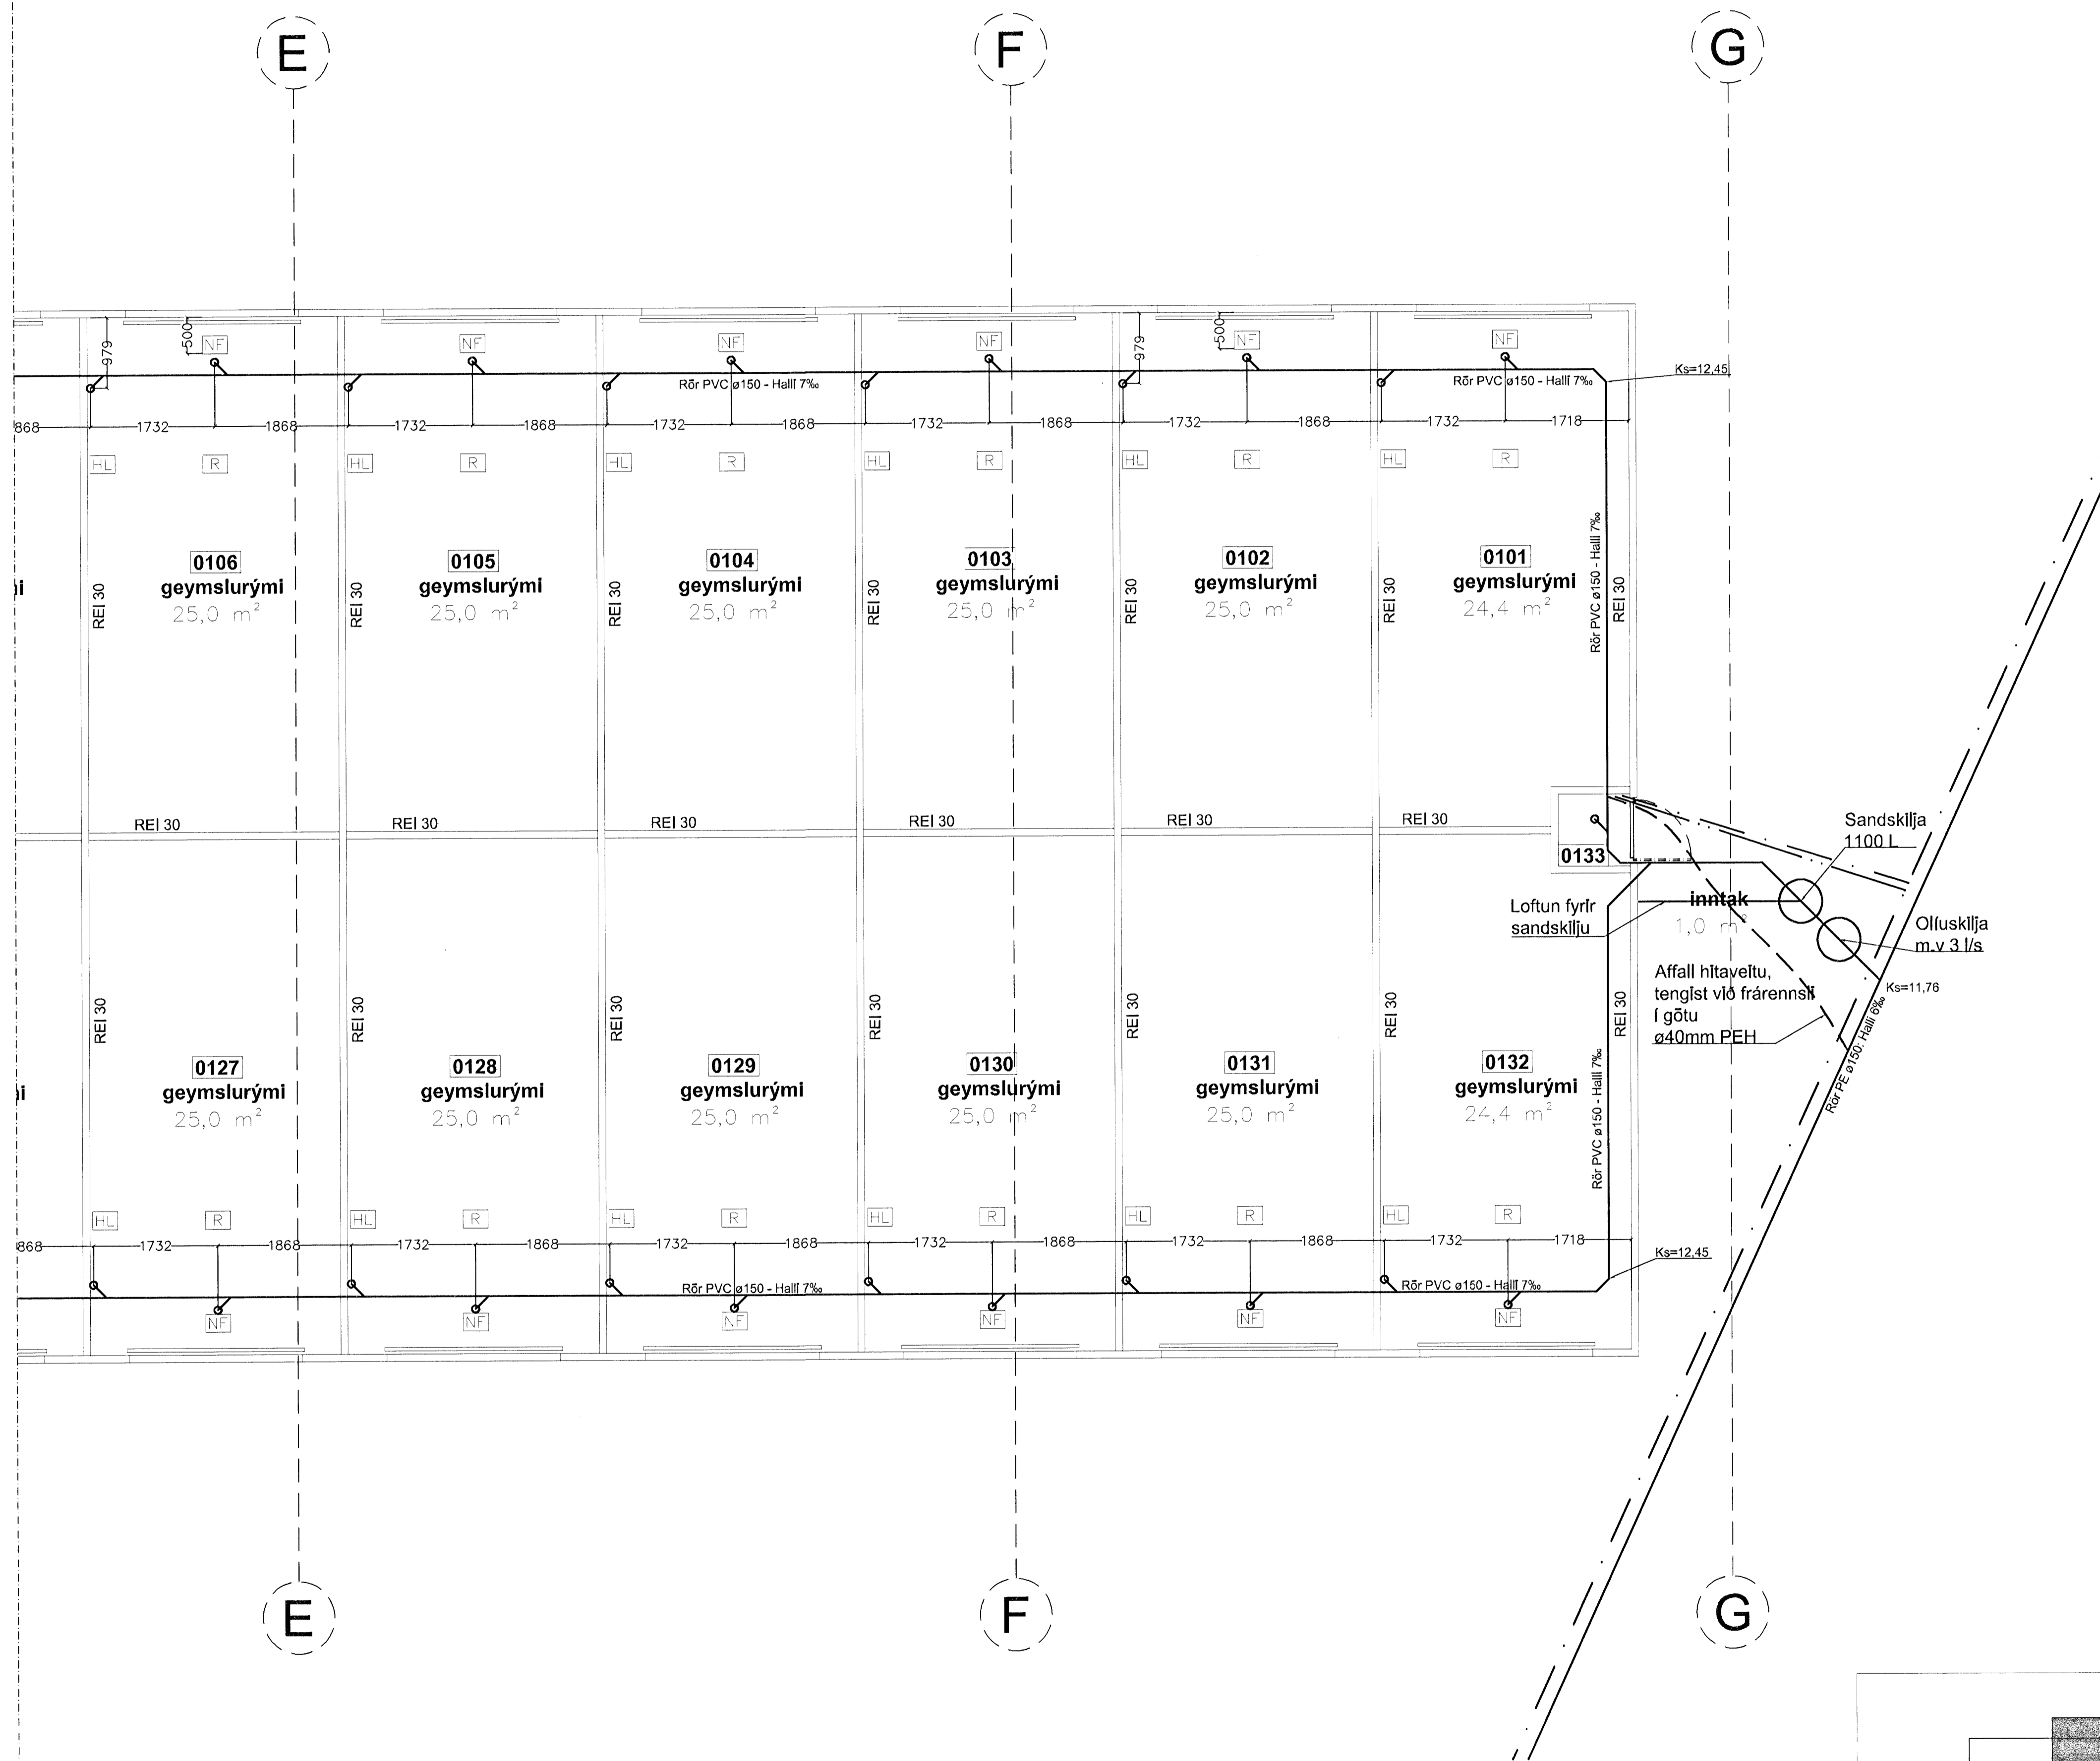 E F G
979 500 979 500
NF NF NF NF NF NF
Ks=12,45
Rör PVC ø150 - Halli 7‰ Rör PVC ø150 - Halli 7‰
868 1732 1868 1732 1868 1732 1868 1732 1868 1732 1868 1732 1718
HL R HL R HL R HL R HL R HL R
0106 0105 0104 0103 0102 0101
geymslurými geymslurými geymslurými geymslurými geymslurými geymslurými
25,0 m² 25,0 m² 25,0 m² 25,0 m² 25,0 m² 24,4 m²
REI 30 REI 30 REI 30 REI 30 REI 30 REI 30 REI 30
Rör PVC ø150 - Halli 7‰
REI 30 REI 30 REI 30 REI 30 REI 30 REI 30
0133
Sandskilja
1100 L
inntak
1,0 m²
Loftun fyrir
sandskilju
Olíuskilja
m.v 3 l/s
Affall hitaveitu,
tengist við frárennsli
í götu
ø40mm PEH
Ks=11,76
Rör PE ø150: Halli 6‰
REI 30 REI 30 REI 30 REI 30 REI 30 REI 30 REI 30
Rör PVC ø150 - Halli 7‰
0127 0128 0129 0130 0131 0132
geymslurými geymslurými geymslurými geymslurými geymslurými geymslurými
25,0 m² 25,0 m² 25,0 m² 25,0 m² 25,0 m² 24,4 m²
HL R HL R HL R HL R HL R HL R
868 1732 1868 1732 1868 1732 1868 1732 1868 1732 1868 1732 1718
Ks=12,45
Rör PVC ø150 - Halli 7‰ Rör PVC ø150 - Halli 7‰
NF NF NF NF NF NF
E F G